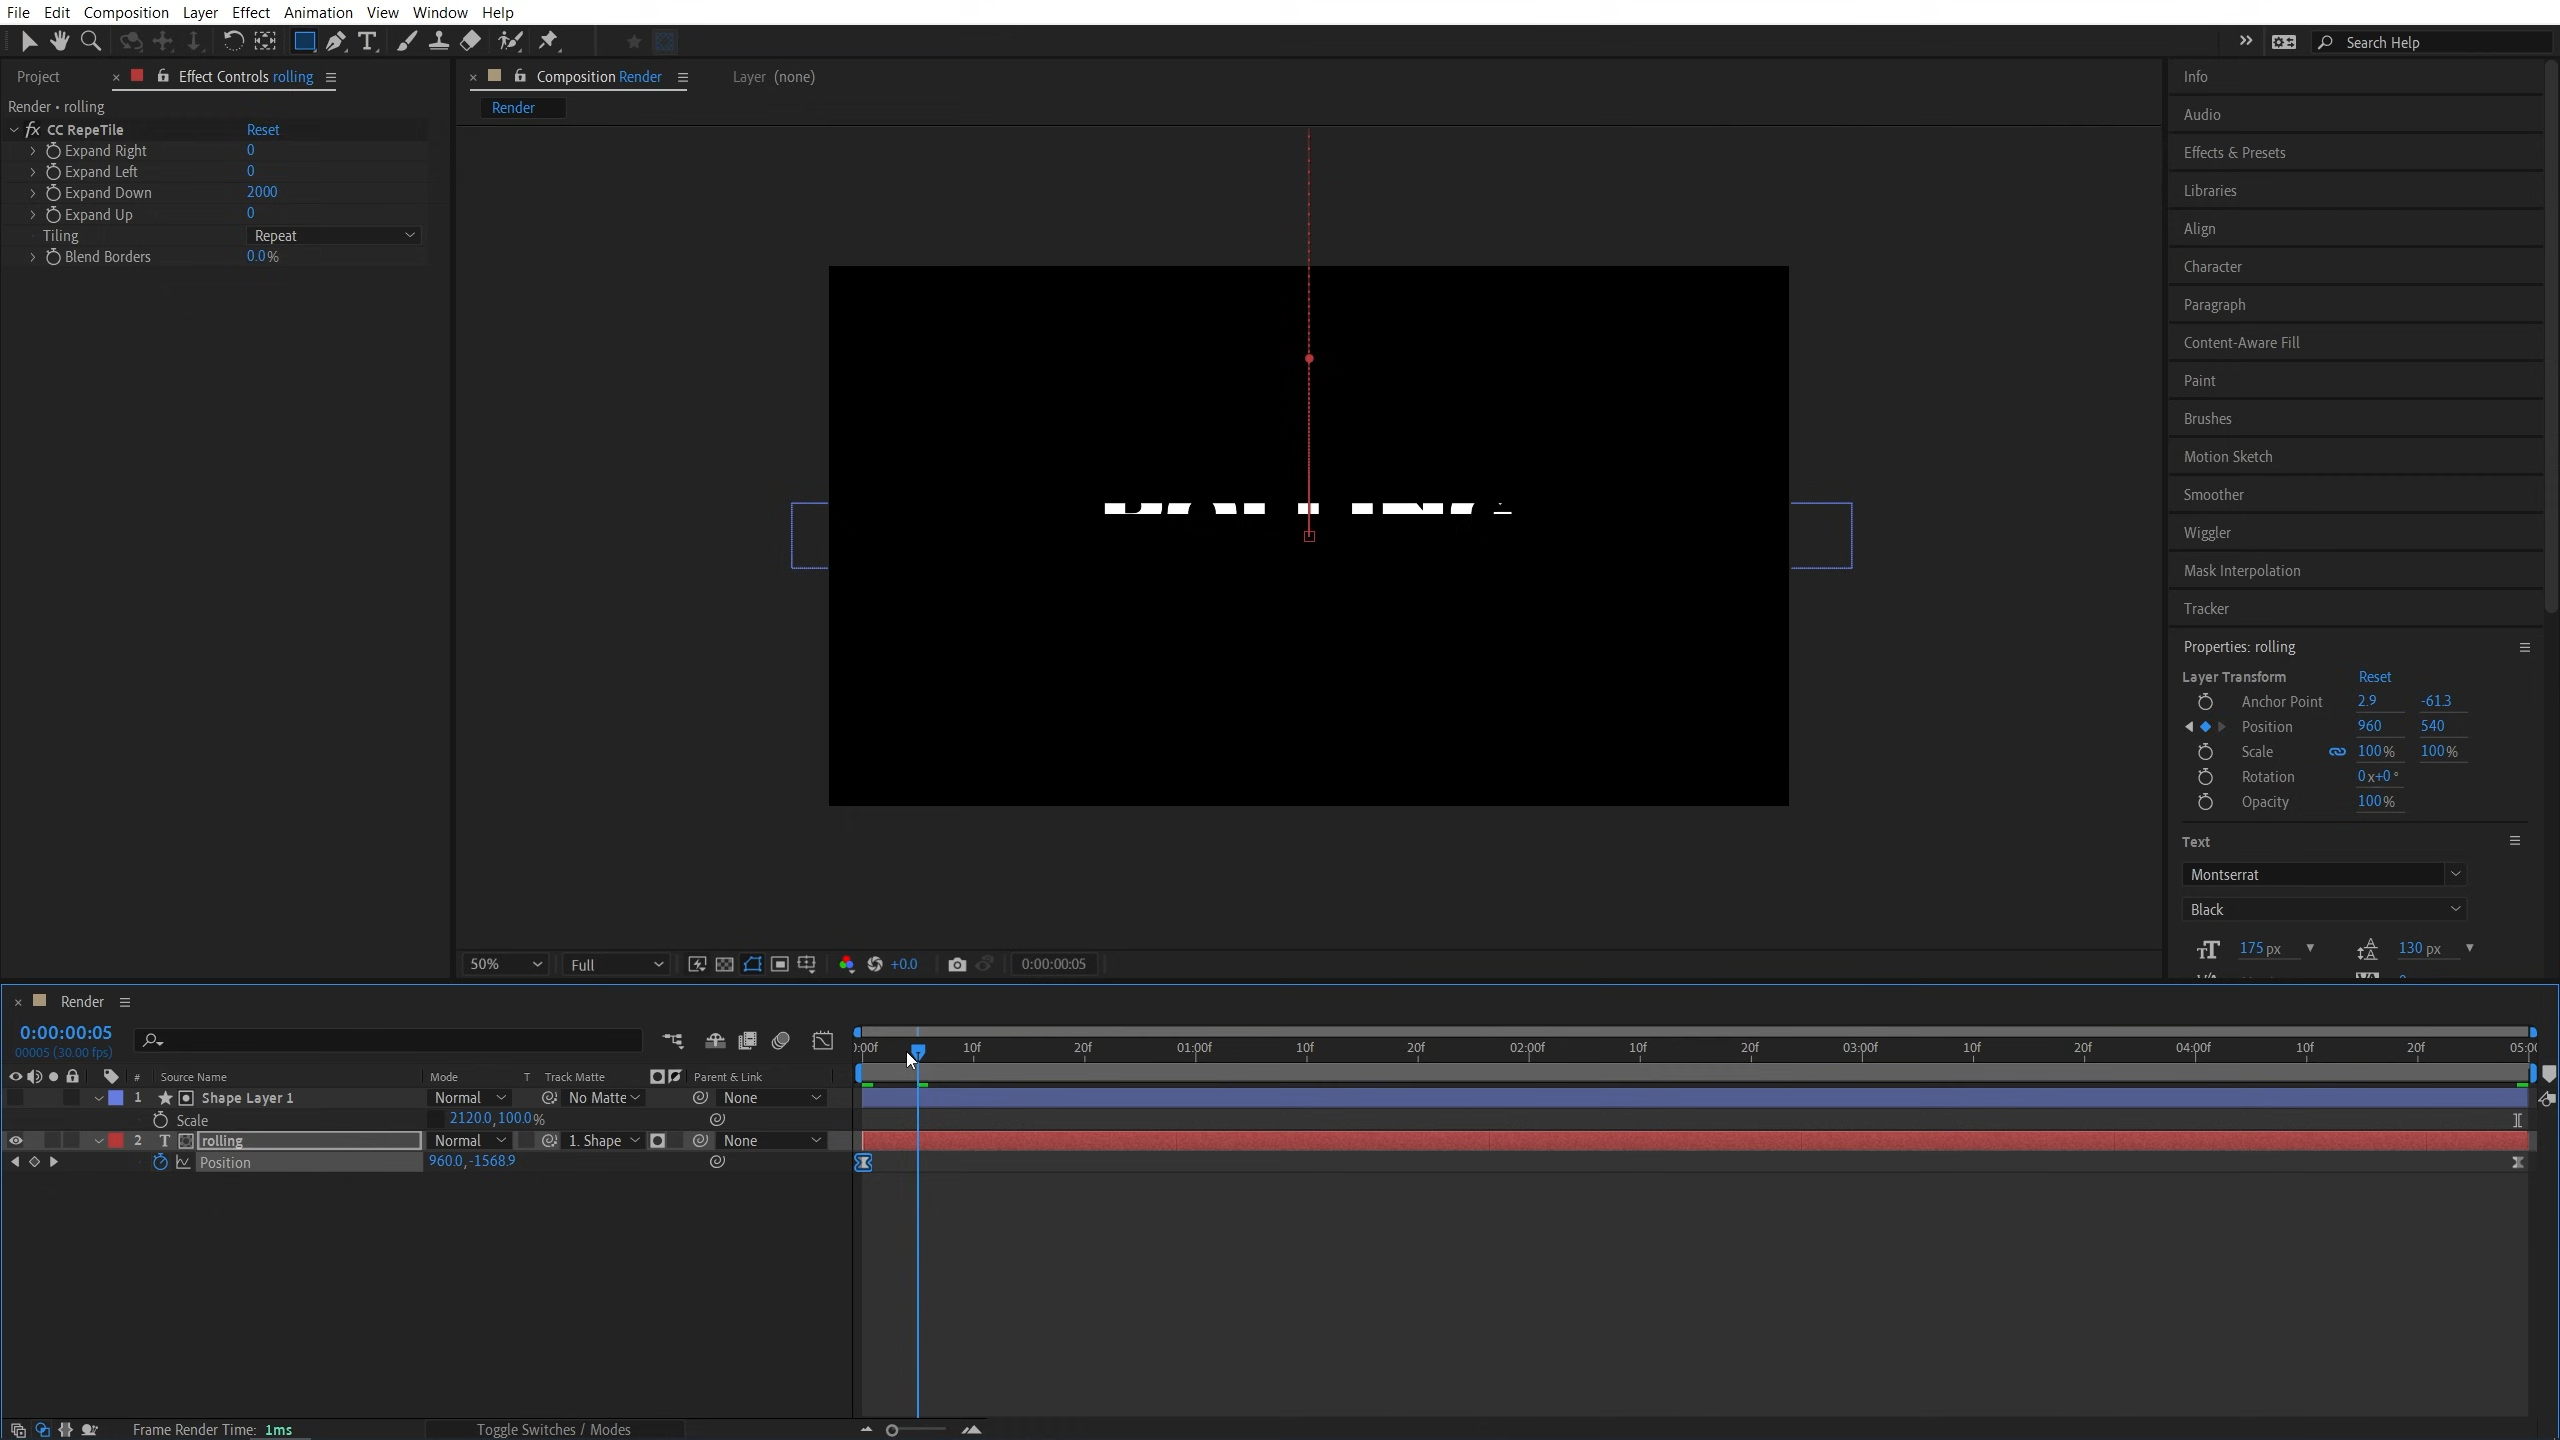 File Edit Composition Layer Effect Animation View Window Help
Search Help
Project Effect Controls rolling
Composition Render
Layer (none)
Render • rolling
Render
fx CC RepeTile Reset
Expand Right 0
Expand Left 0
Expand Down 2000
Expand Up 0
Tiling Repeat
Blend Borders 0.0%
Info
Audio
Effects & Presets
Libraries
Align
Character
Paragraph
Content-Aware Fill
Paint
Brushes
Motion Sketch
Smoother
Wiggler
Mask Interpolation
Tracker
Properties: rolling
Layer Transform Reset
Anchor Point 2.9 -61.3
Position 960 540
Scale 100% 100%
Rotation 0x+0°
Opacity 100%
Text
Montserrat
Black
175 px 130 px
50% Full +0.0 0:00:00:05
Render
0:00:00:05
00005 (30.00 fps)
):00f 10f 20f 01:00f 10f 20f 02:00f 10f 20f 03:00f 10f 20f 04:00f 10f 20f 05:00
# Source Name Mode T Track Matte Parent & Link
1 Shape Layer 1 Normal No Matte None
Scale 2120.0, 100.0%
2 T rolling Normal 1. Shape None
Position 960.0, -1568.9
Frame Render Time: 1ms Toggle Switches / Modes